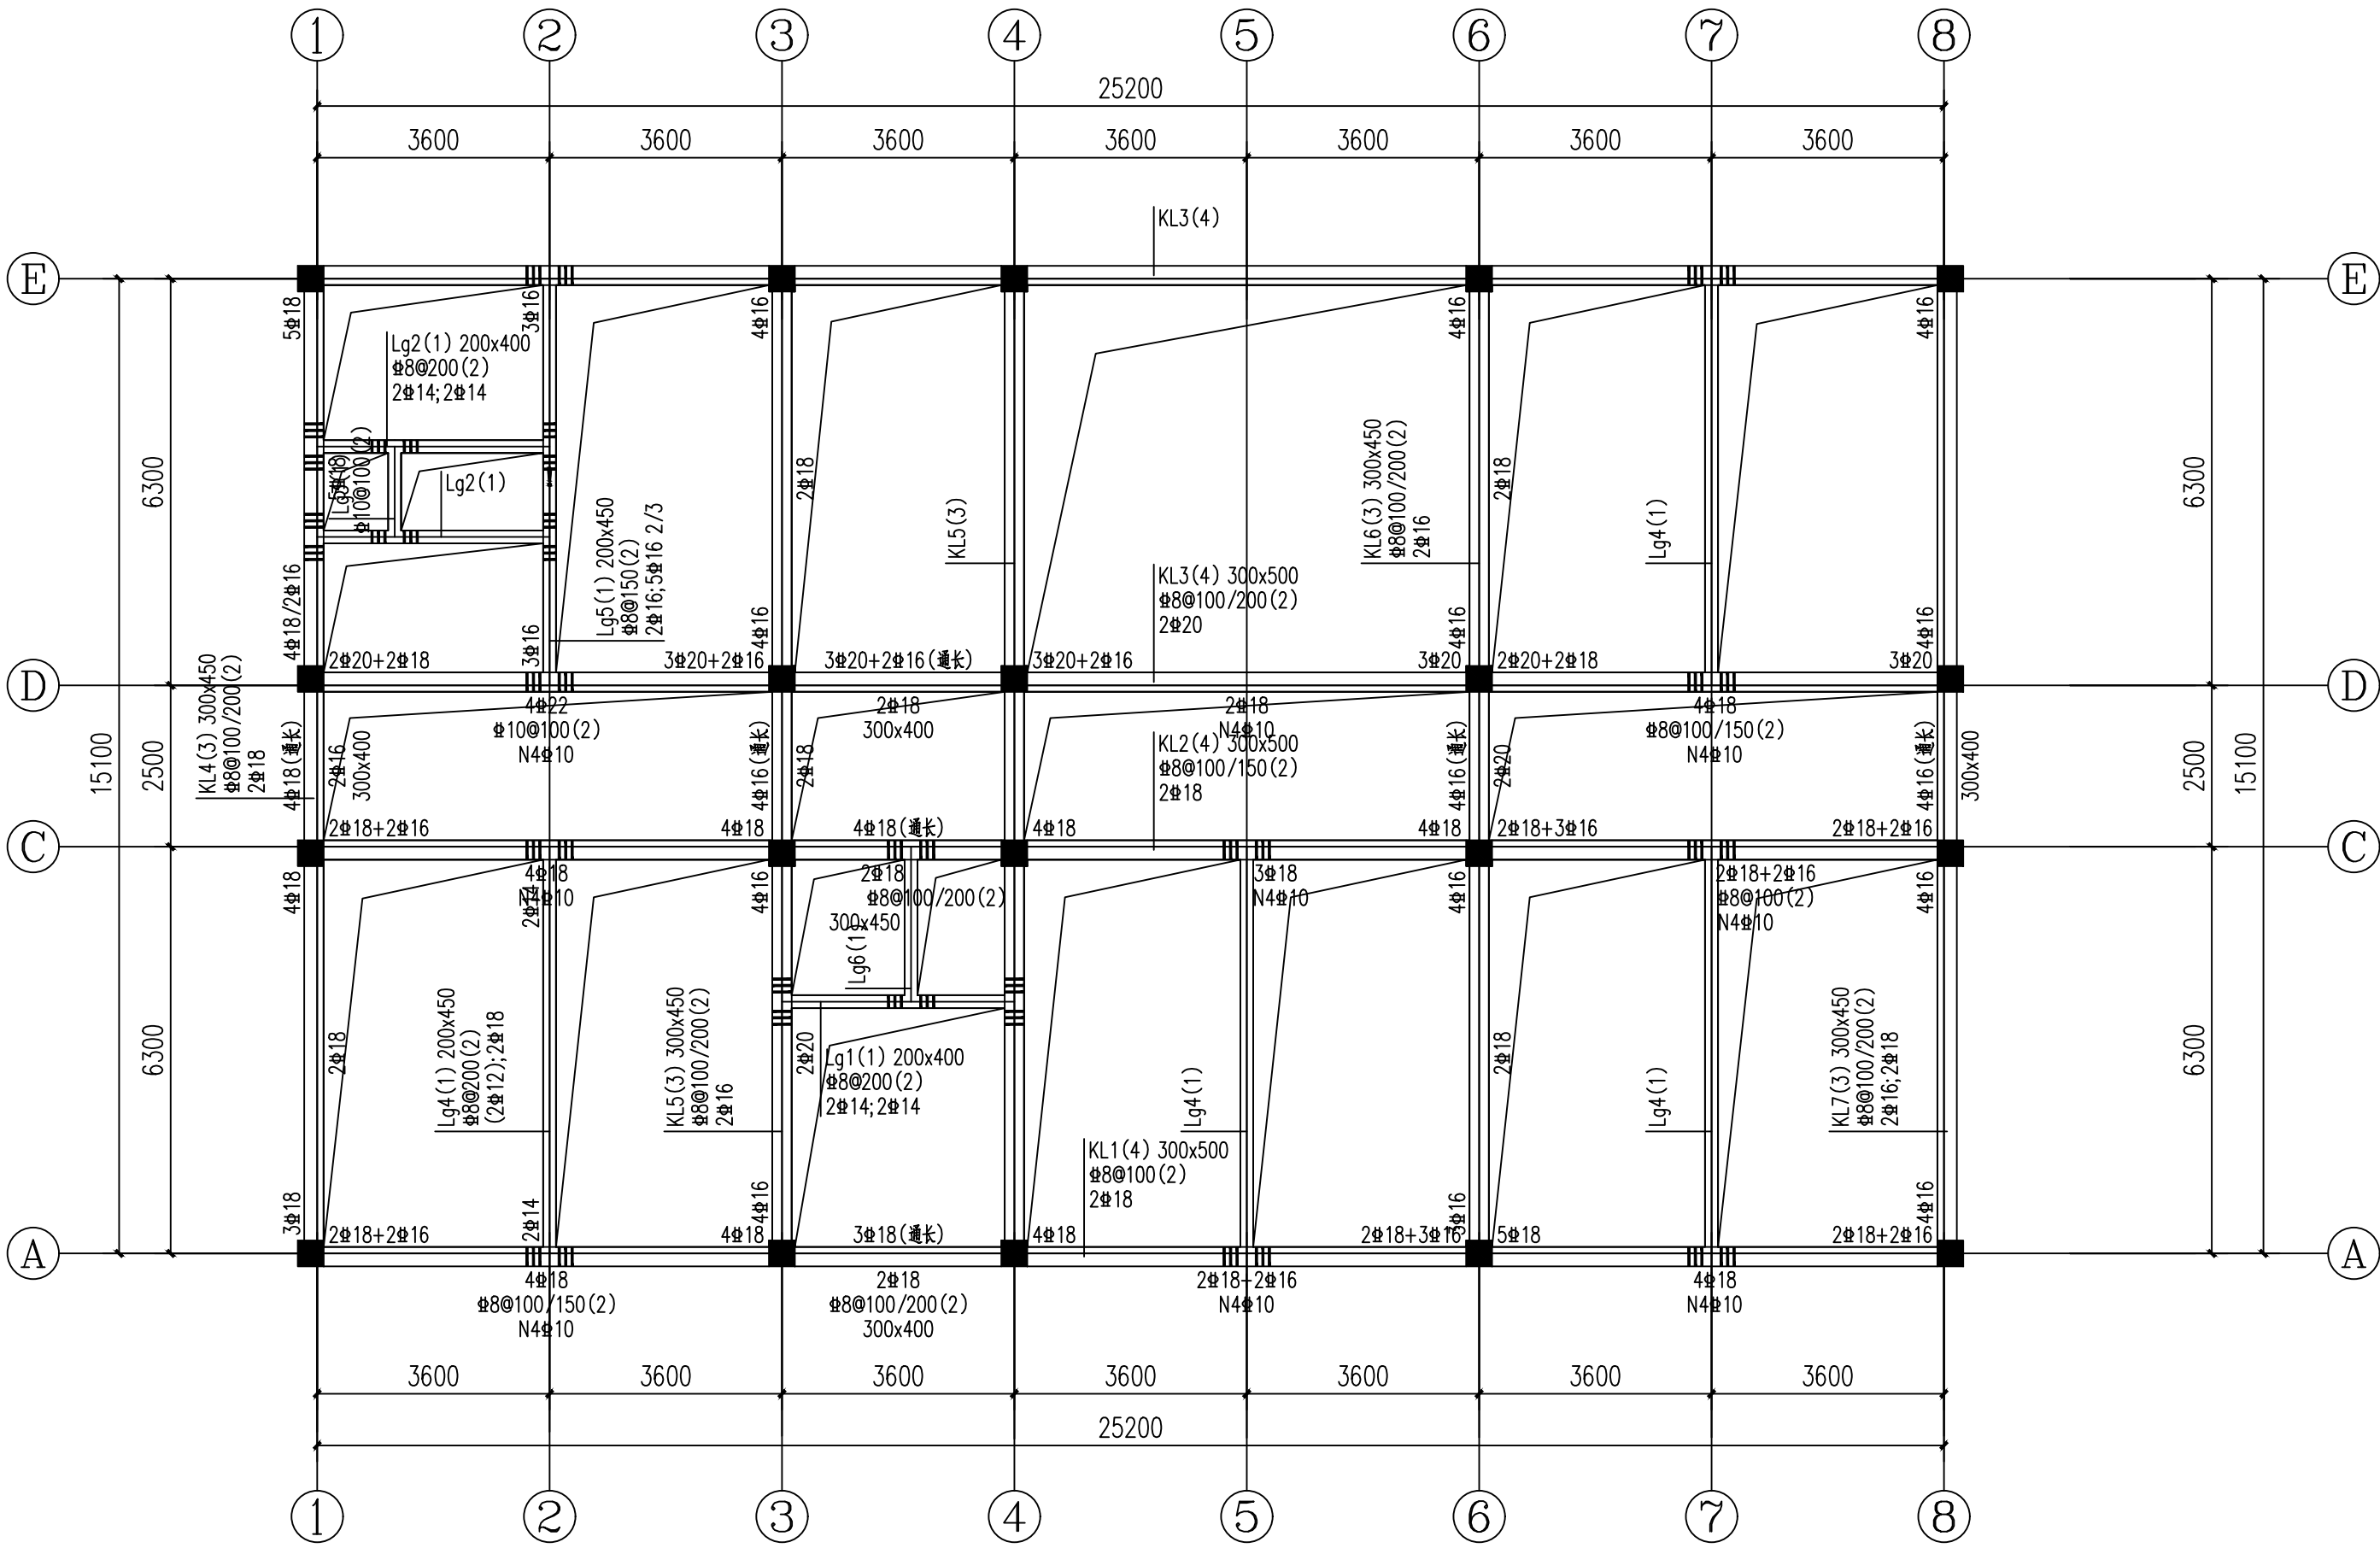 1 2 3 4 5 6 7 8
25200
3600 3600 3600 3600 3600 3600 3600
KL3(4)
E E
5⌽18
3⌽16
4⌽16
4⌽16
4⌽16
Lg2(1) 200x400
⌽8@200(2)
2⌽14;2⌽14
⌽10@100(2)
Lg2(1)
6300
6300
2⌽18
KL5(3)
KL6(3) 300x450
⌽8@100/200(2)
2⌽16
2⌽18
Lg4(1)
Lg5(1) 200x450
⌽8@150(2)
2⌽16;5⌽16 2/3
KL3(4) 300x500
⌽8@100/200(2)
2⌽20
4⌽18/2⌽16
3⌽16
4⌽16
4⌽16
4⌽16
2⌽20+2⌽18
3⌽20+2⌽16
3⌽20+2⌽16(通长)
3⌽20+2⌽16
3⌽20
2⌽20+2⌽18
3⌽20
D D
KL4(3) 300x450
⌽8@100/200(2)
2⌽18
4⌽22
⌽10@100(2)
N4⌽10
2⌽18
300x400
2⌽18
N4⌽10
4⌽18
⌽8@100/150(2)
N4⌽10
15100
2500
4⌽18(通长)
2⌽16
300x400
4⌽16(通长)
2⌽18
KL2(4) 300x500
⌽8@100/150(2)
2⌽18
4⌽16(通长)
2⌽20
4⌽16(通长)
300x400
2500
15100
2⌽18+2⌽16
4⌽18
4⌽18(通长)
4⌽18
4⌽18
2⌽18+3⌽16
2⌽18+2⌽16
C C
4⌽18
4⌽18
N4⌽10
2⌽14
4⌽16
2⌽18
⌽8@100/200(2)
300x450
3⌽18
N4⌽10
4⌽16
2⌽18+2⌽16
⌽8@100(2)
N4⌽10
4⌽16
Lg6(1)
6300
2⌽18
Lg4(1) 200x450
⌽8@200(2)
(2⌽12);2⌽18
KL5(3) 300x450
⌽8@100/200(2)
2⌽16
2⌽20
Lg1(1) 200x400
⌽8@200(2)
2⌽14;2⌽14
Lg4(1)
2⌽18
Lg4(1)
KL7(3) 300x450
⌽8@100/200(2)
2⌽16;2⌽18
6300
KL1(4) 300x500
⌽8@100(2)
2⌽18
3⌽18
2⌽14
4⌽16
3⌽16
4⌽16
2⌽18+2⌽16
4⌽18
3⌽18(通长)
4⌽18
2⌽18+3⌽16
5⌽18
2⌽18+2⌽16
A A
4⌽18
⌽8@100/150(2)
N4⌽10
2⌽18
⌽8@100/200(2)
300x400
2⌽18+2⌽16
N4⌽10
4⌽18
N4⌽10
3600 3600 3600 3600 3600 3600 3600
25200
1 2 3 4 5 6 7 8